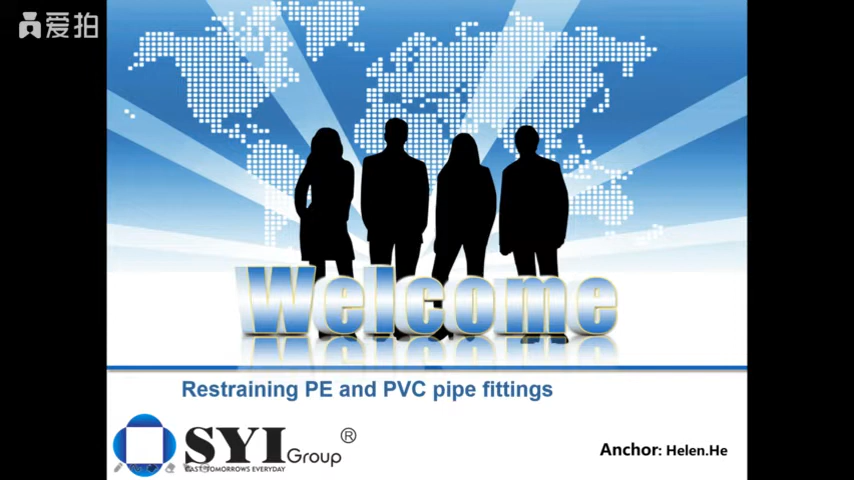 爱拍
Welcome
Restraining PE and PVC pipe fittings
SYI Group®
CAST TOMORROWS EVERYDAY
Anchor: Helen.He